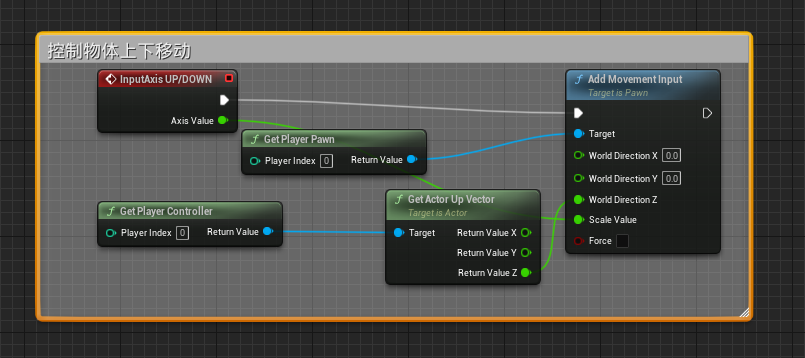 控制物体上下移动
InputAxis UP/DOWN
Axis Value
Get Player Pawn
Player Index 0
Return Value
Get Player Controller
Player Index 0
Return Value
Get Actor Up Vector
Target is Actor
Target
Return Value X
Return Value Y
Return Value Z
Add Movement Input
Target is Pawn
Target
World Direction X 0.0
World Direction Y 0.0
World Direction Z
Scale Value
Force